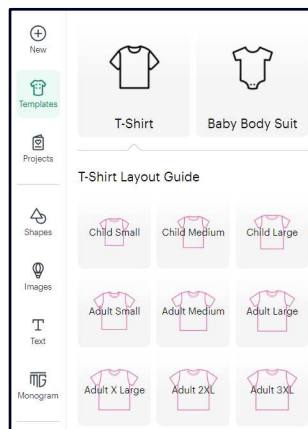 New
Templates
Projects
Shapes
Images
Text
Monogram
T-Shirt Baby Body Suit
T-Shirt Layout Guide
Child Small Child Medium Child Large
Adult Small Adult Medium Adult Large
Adult X Large Adult 2XL Adult 3XL